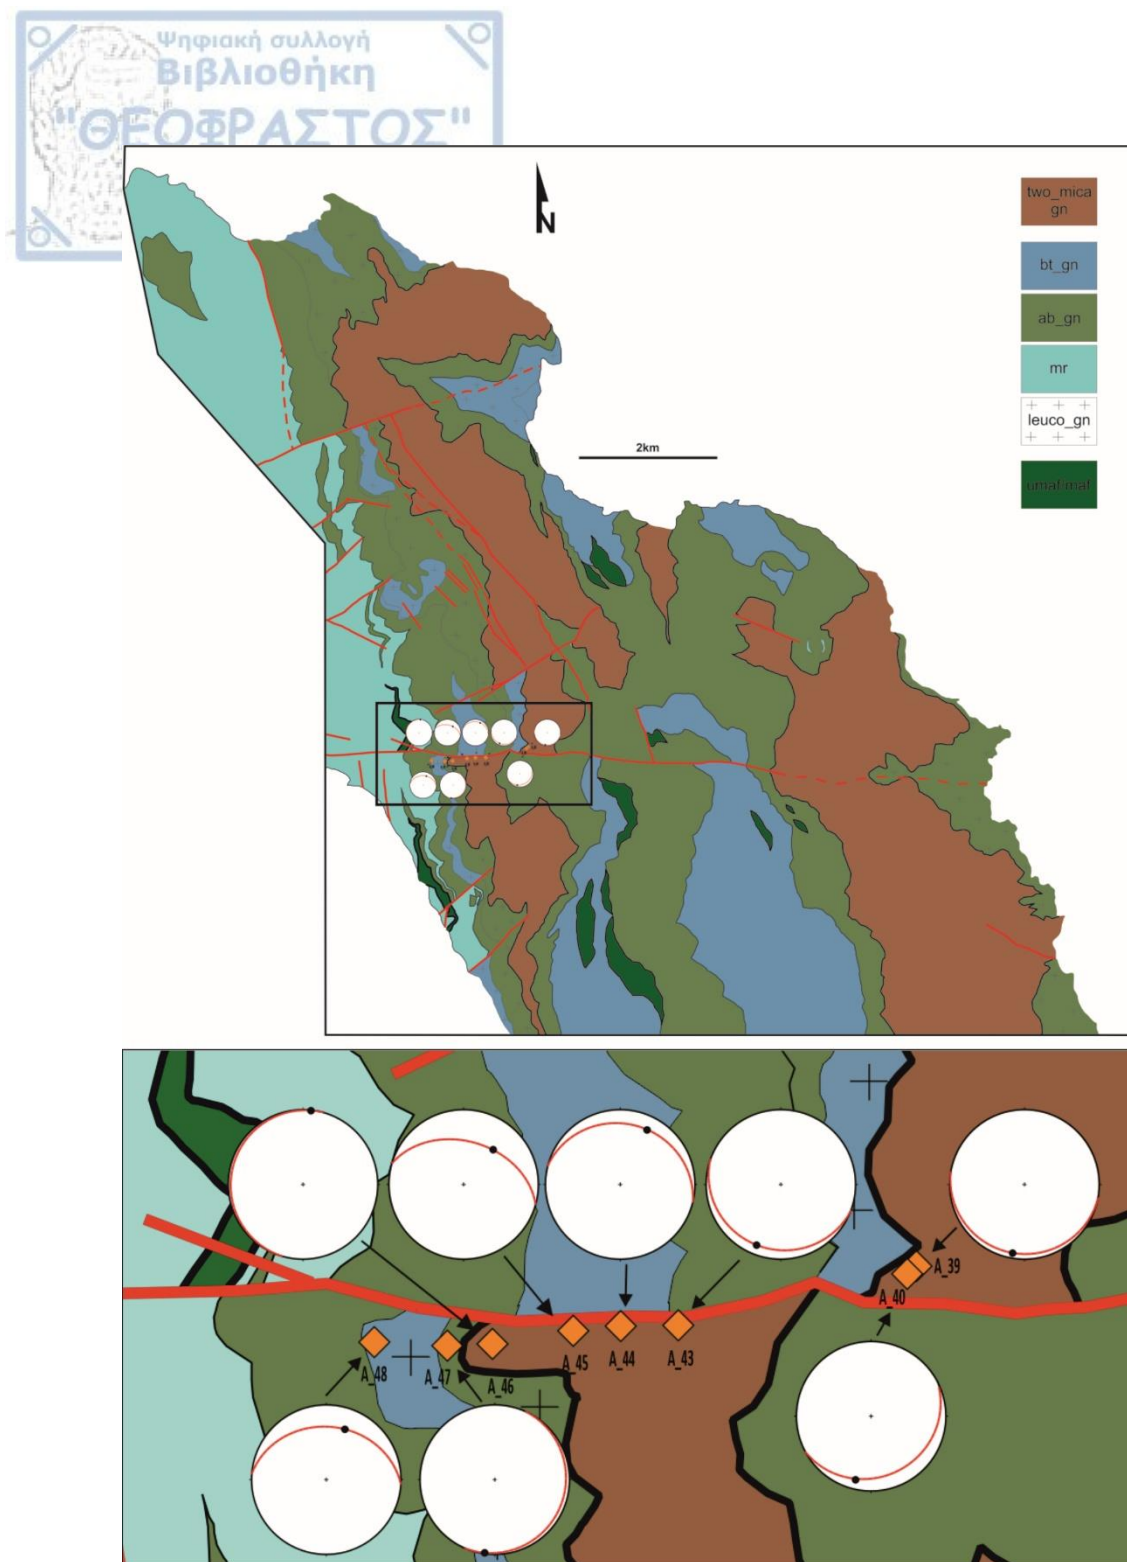 Ψηφιακή συλλογή
Βιβλιοθήκη
"ΘΕΟΦΡΑΣΤΟΣ"
N
two_mica
gn
bt_gn
ab_gn
mr
leuco_gn
2km
A_39
A_40
A_48
A_47
A_46
A_45
A_44
A_43